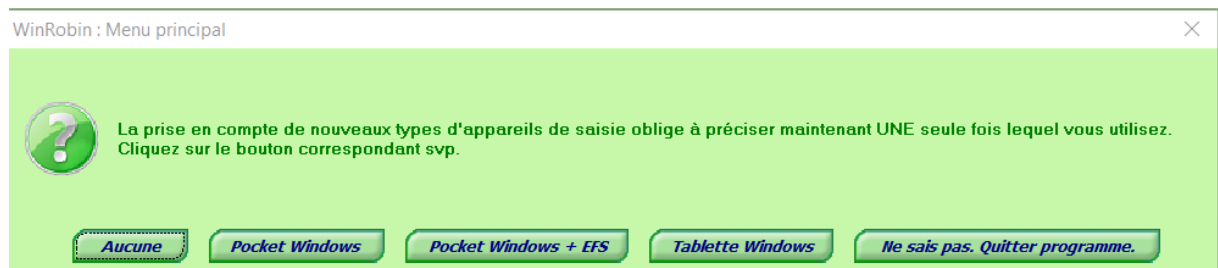 WinRobin : Menu principal
La prise en compte de nouveaux types d'appareils de saisie oblige à préciser maintenant UNE seule fois lequel vous utilisez.
Cliquez sur le bouton correspondant svp.
Aucune Pocket Windows Pocket Windows + EFS Tablette Windows Ne sais pas. Quitter programme.